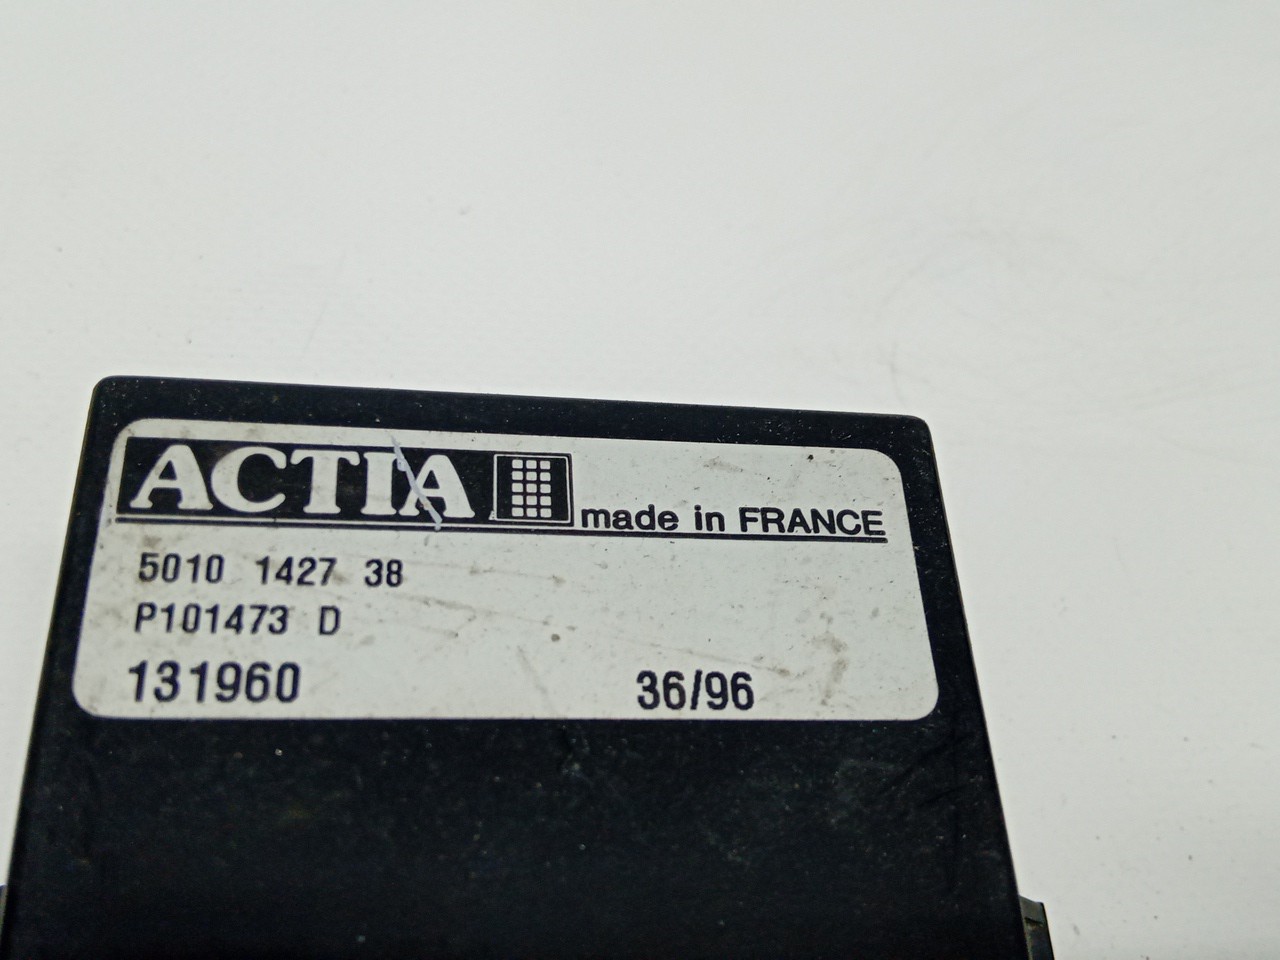 ACTIA made in FRANCE
5010 1427 38
P101473 D
131960 36/96